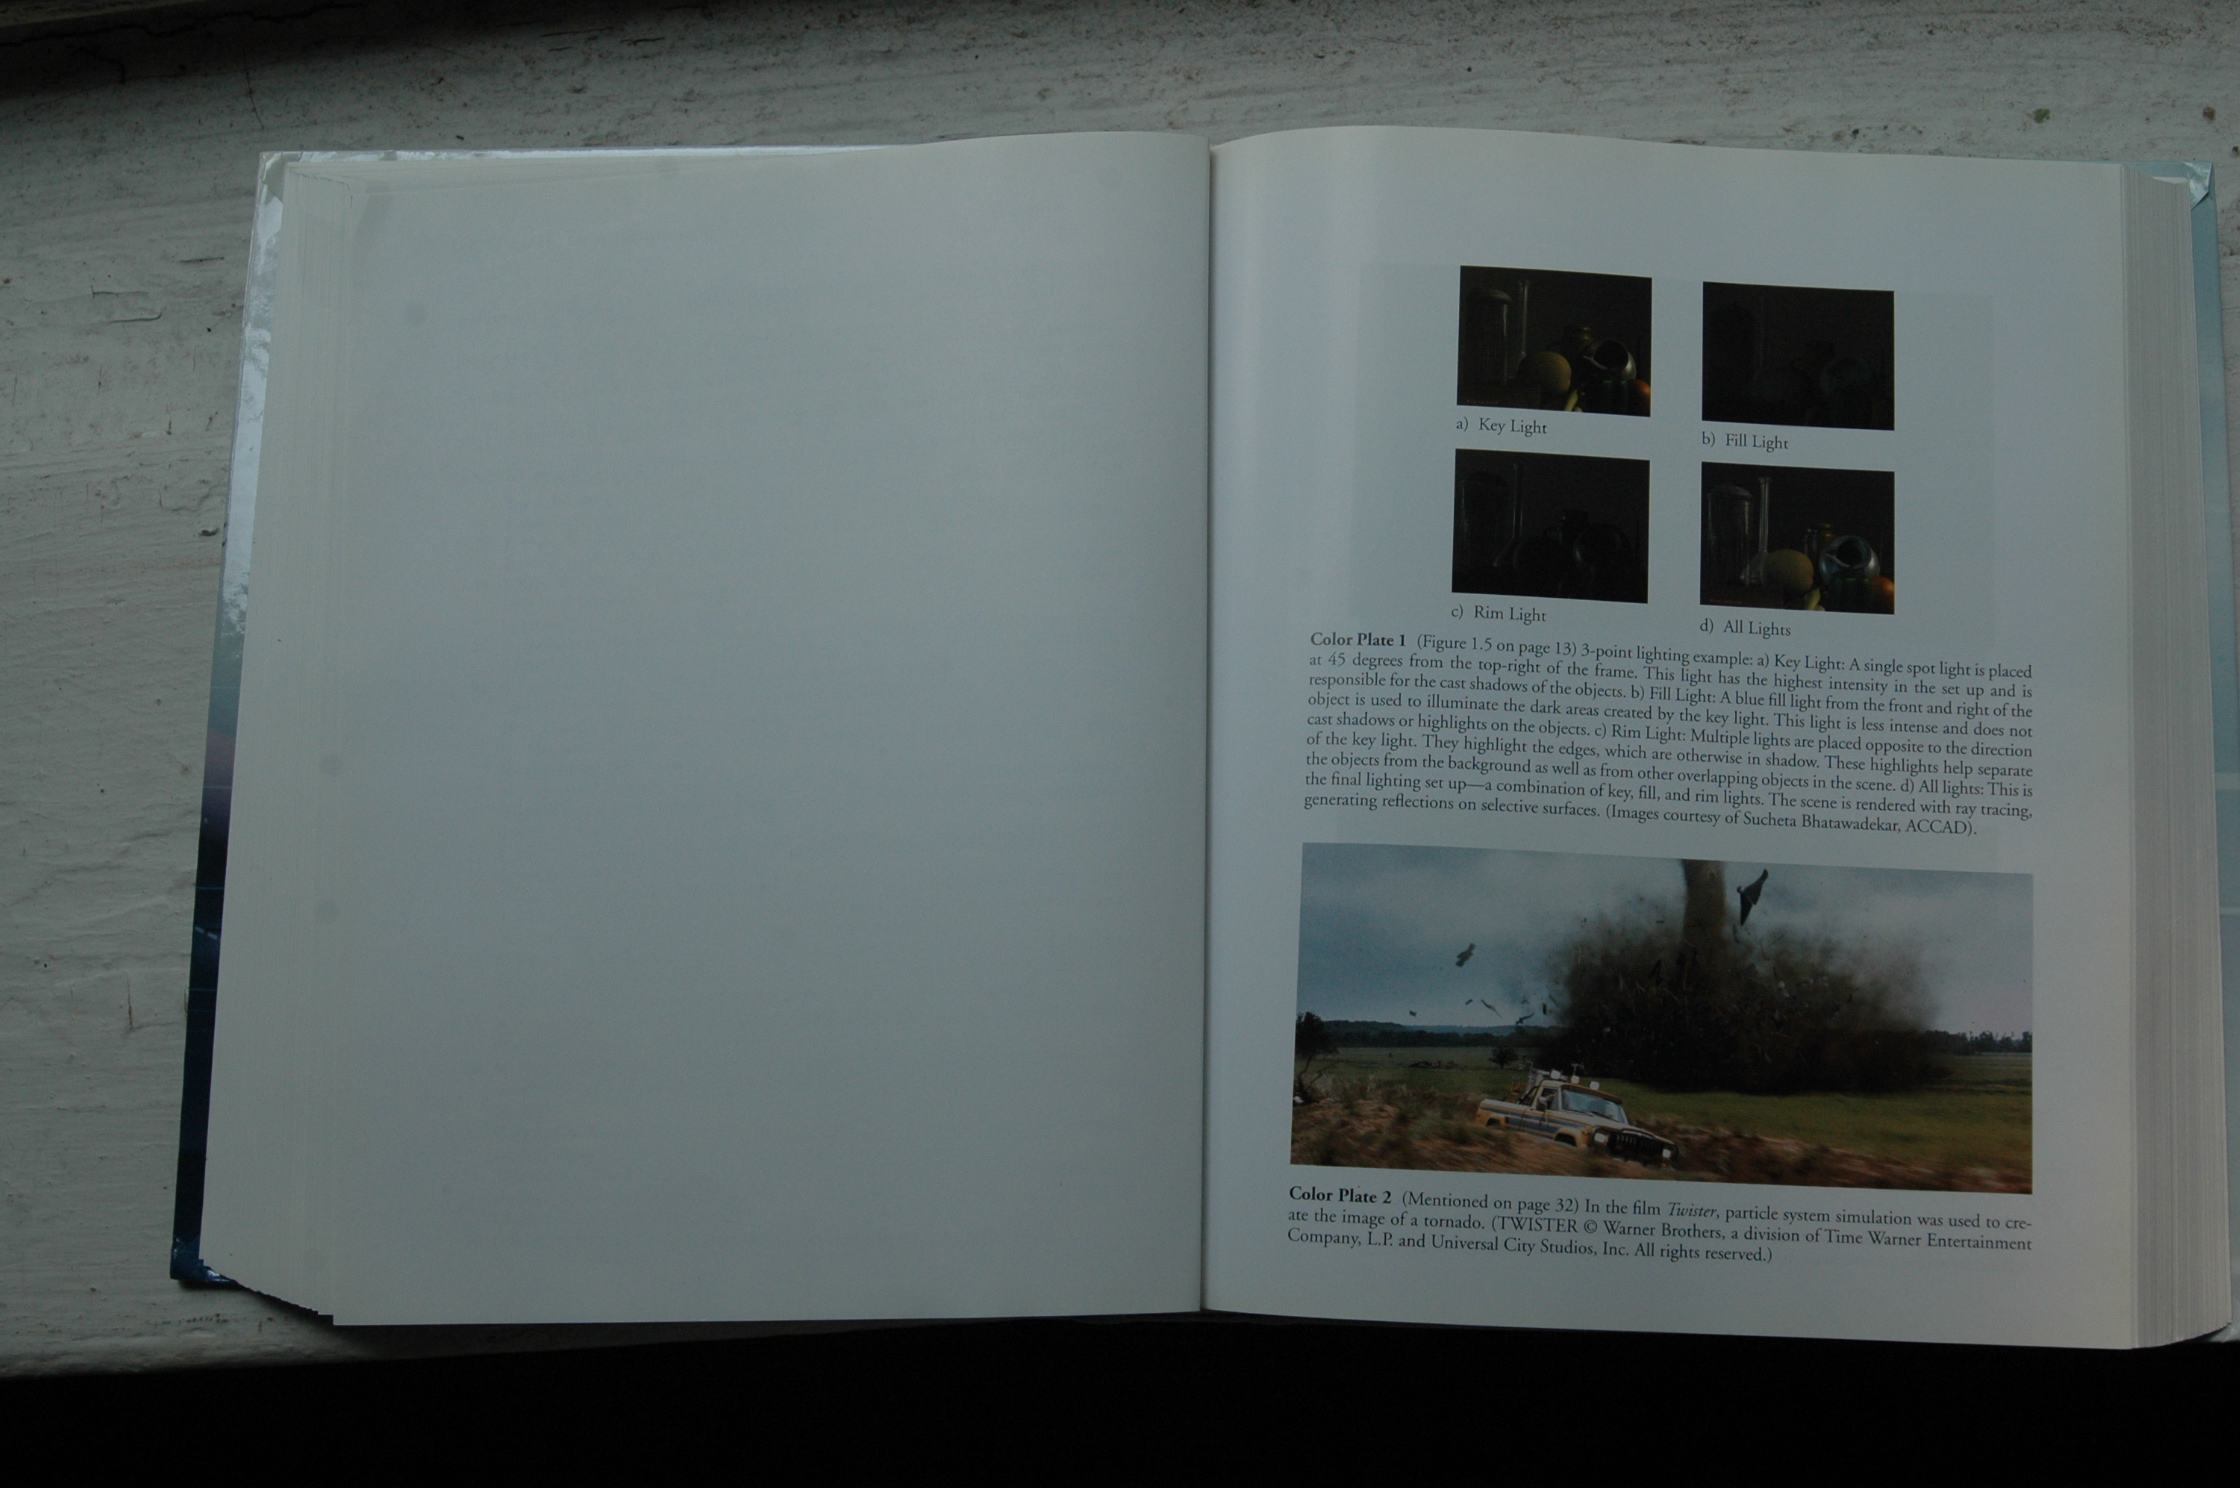 a) Key Light
b) Fill Light
c) Rim Light
d) All Lights
Color Plate 1 (Figure 1.5 on page 13) 3-point lighting example: a) Key Light: A single spot light is placed
at 45 degrees from the top-right of the frame. This light has the highest intensity in the set up and is
responsible for the cast shadows of the objects. b) Fill Light: A blue fill light from the front and right of the
object is used to illuminate the dark areas created by the key light. This light is less intense and does not
cast shadows or highlights on the objects. c) Rim Light: Multiple lights are placed opposite to the direction
of the key light. They highlight the edges, which are otherwise in shadow. These highlights help separate
the objects from the background as well as from other overlapping objects in the scene. d) All lights: This is
the final lighting set up—a combination of key, fill, and rim lights. The scene is rendered with ray tracing,
generating reflections on selective surfaces. (Images courtesy of Sucheta Bhatawadekar, ACCAD).
Color Plate 2 (Mentioned on page 32) In the film Twister, particle system simulation was used to cre-
ate the image of a tornado. (TWISTER © Warner Brothers, a division of Time Warner Entertainment
Company, L.P. and Universal City Studios, Inc. All rights reserved.)